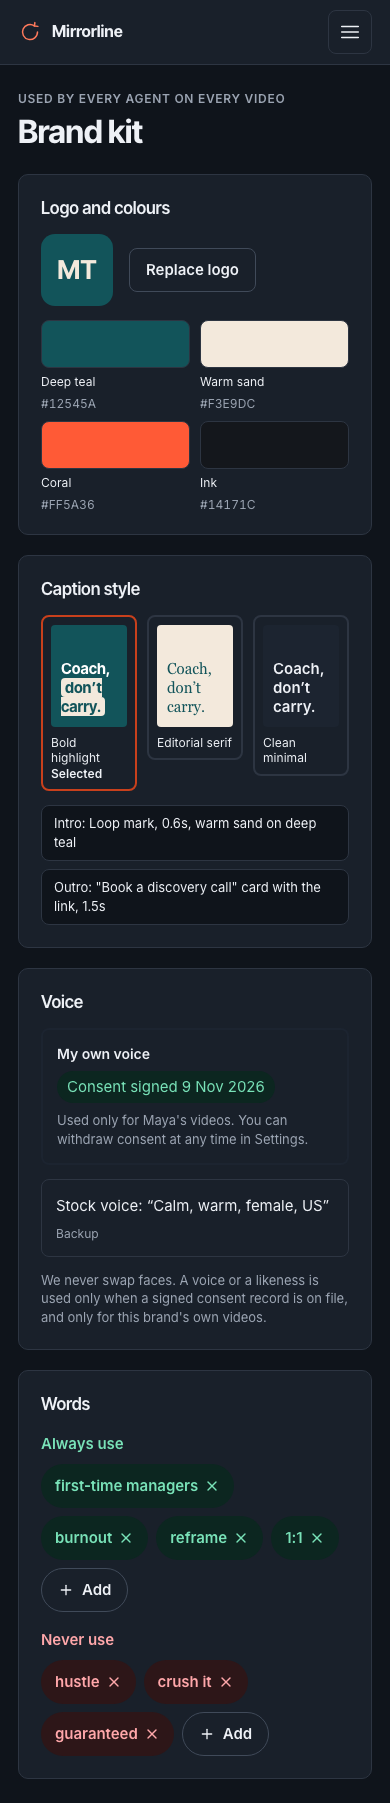 Mirrorline
USED BY EVERY AGENT ON EVERY VIDEO
Brand kit
Logo and colours
MT
Replace logo
Deep teal
#12545A
Warm sand
#F3E9DC
Coral
#FF5A36
Ink
#14171C
Caption style
Coach,
don’t
carry.
Bold
highlight
Selected
Coach,
don’t
carry.
Editorial serif
Coach,
don’t
carry.
Clean
minimal
Intro: Loop mark, 0.6s, warm sand on deep
teal
Outro: "Book a discovery call" card with the
link, 1.5s
Voice
My own voice
Consent signed 9 Nov 2026
Used only for Maya's videos. You can
withdraw consent at any time in Settings.
Stock voice: “Calm, warm, female, US”
Backup
We never swap faces. A voice or a likeness is
used only when a signed consent record is on file,
and only for this brand's own videos.
Words
Always use
first-time managers
burnout
reframe
1:1
Add
Never use
hustle
crush it
guaranteed
Add